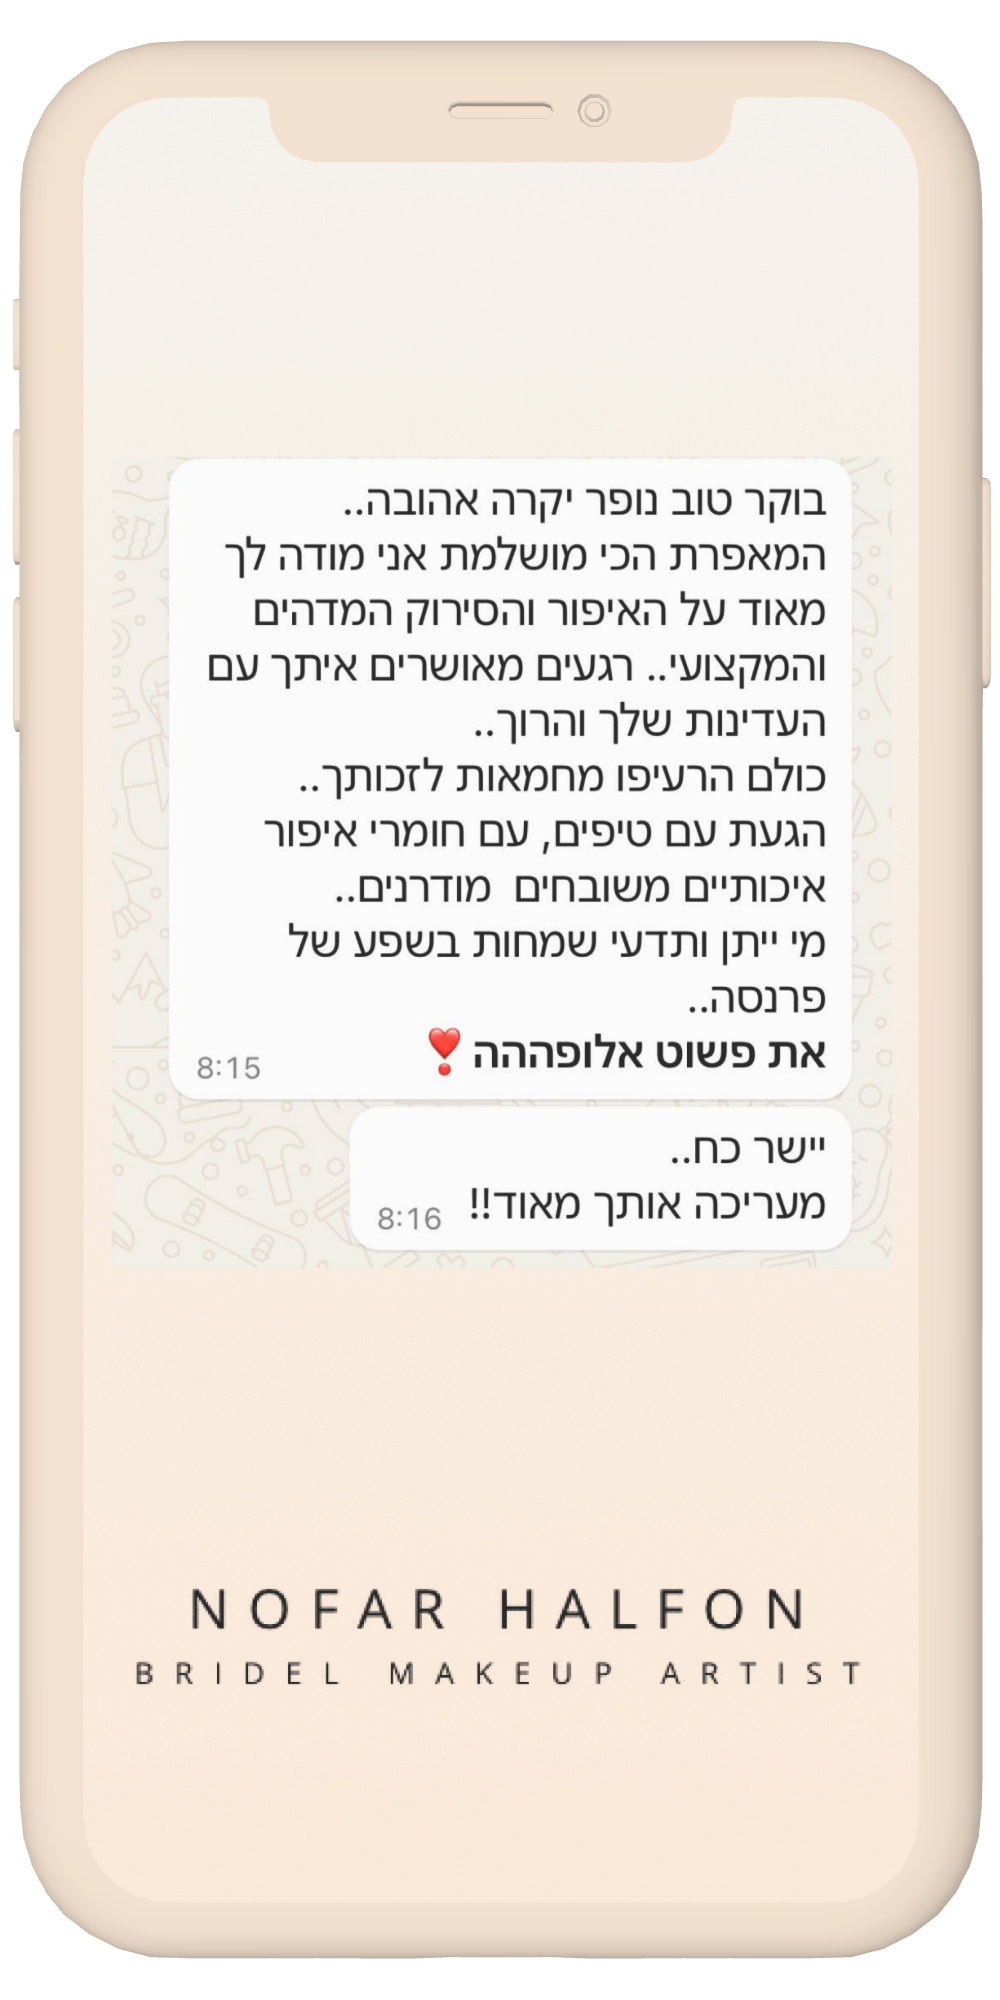 בוקר טוב נופר יקרה אהובה..
המאפרת הכי מושלמת אני מודה לך
מאוד על האיפור והסירוק המדהים
והמקצועי.. רגעים מאושרים איתך עם
העדינות שלך והרוך..
כולם הרעיפו מחמאות לזכותך..
הגעת עם טיפים, עם חומרי איפור
איכותיים משובחים  מודרנים..
מי ייתן ותדעי שמחות בשפע של
פרנסה..
את פשוט אלופהההה❣️
8:15
יישר כח..
מעריכה אותך מאוד!!
8:16
NOFAR HALFON
BRIDEL MAKEUP ARTIST